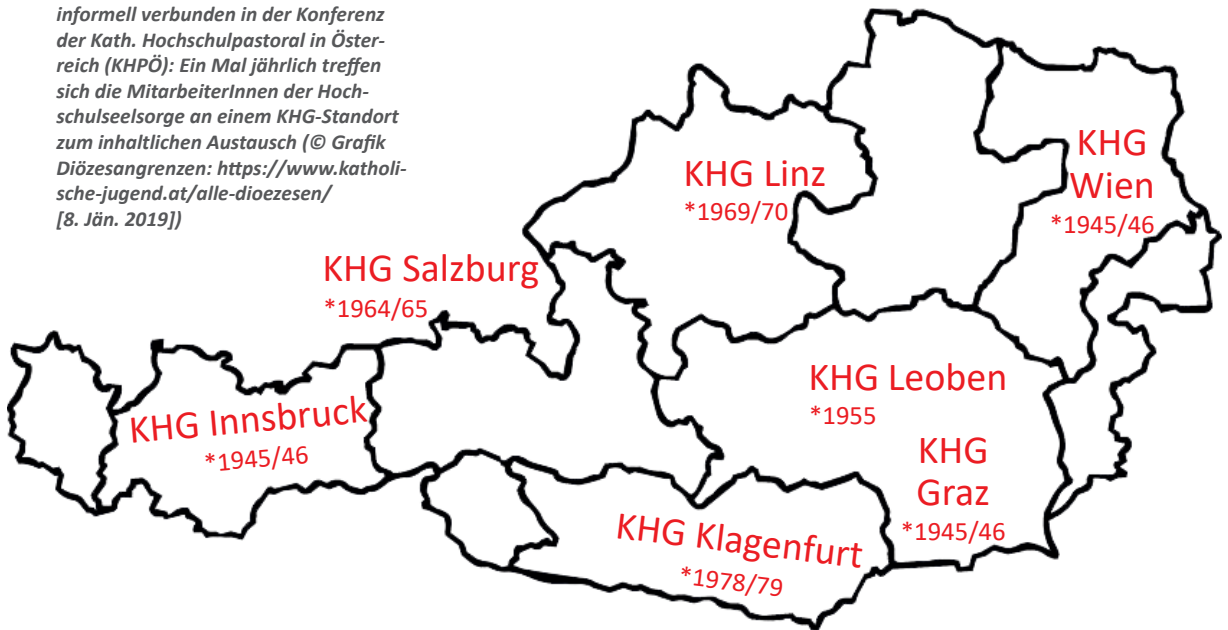 informell verbunden in der Konferenz
der Kath. Hochschulpastoral in Öster-
reich (KHPÖ): Ein Mal jährlich treffen
sich die MitarbeiterInnen der Hoch-
schulseelsorge an einem KHG-Standort
zum inhaltlichen Austausch (© Grafik
Diözesangrenzen: https://www.katholi-
sche-jugend.at/alle-dioezesen/
[8. Jän. 2019])
KHG Linz
*1969/70
KHG
Wien
*1945/46
KHG Salzburg
*1964/65
KHG Innsbruck
*1945/46
KHG Leoben
*1955
KHG
Graz
*1945/46
KHG Klagenfurt
*1978/79